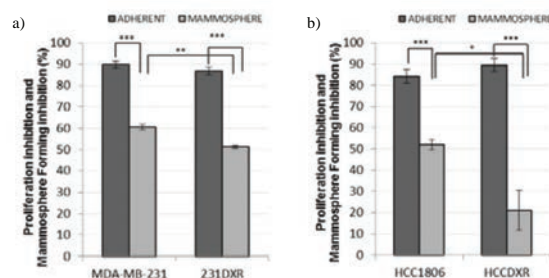 a)
ADHERENT MAMMOSPHERE
Proliferation inhibition and
Mammosphere Forming inhibition (%)
100
90
80
70
60
50
40
30
20
10
0
***
**
***
MDA-MB-231 231DXR
b)
ADHERENT MAMMOSPHERE
Proliferation inhibition and
Mammosphere Forming inhibition (%)
100
90
80
70
60
50
40
30
20
10
0
***
*
***
HCC1806 HCCDXR